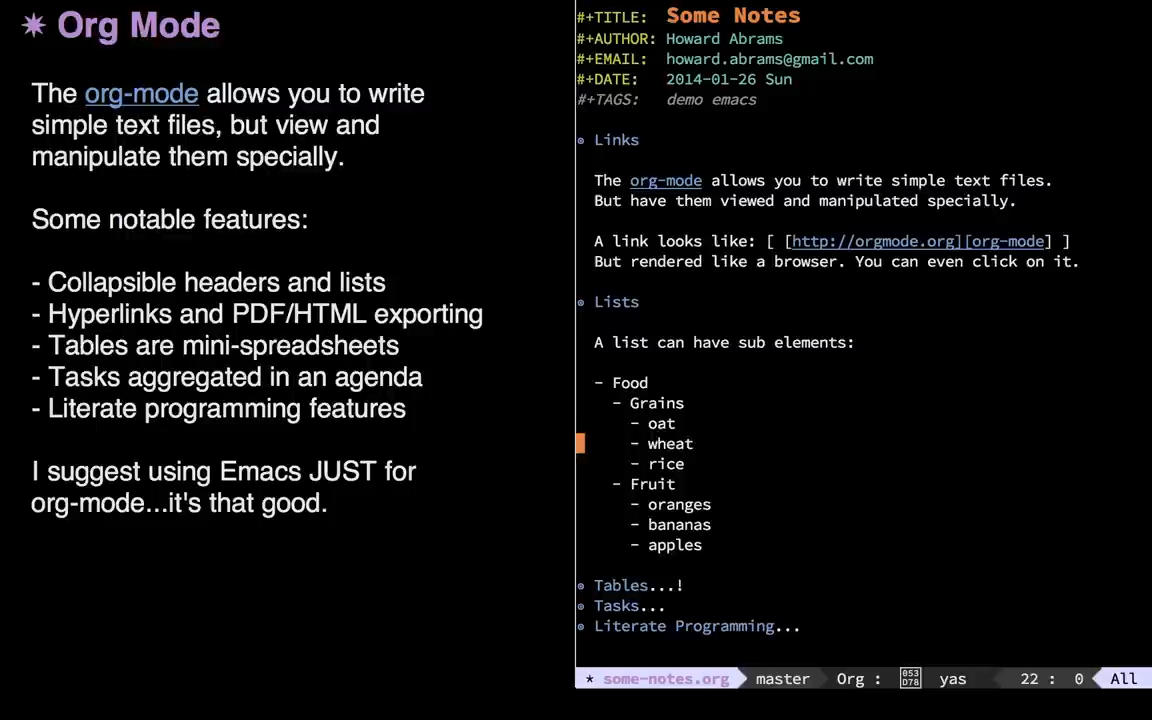 ✷ Org Mode
The org-mode allows you to write
simple text files, but view and
manipulate them specially.
Some notable features:
- Collapsible headers and lists
- Hyperlinks and PDF/HTML exporting
- Tables are mini-spreadsheets
- Tasks aggregated in an agenda
- Literate programming features
I suggest using Emacs JUST for
org-mode...it's that good.
#+TITLE: Some Notes
#+AUTHOR: Howard Abrams
#+EMAIL: howard.abrams@gmail.com
#+DATE: 2014-01-26 Sun
#+TAGS: demo emacs
Links
The org-mode allows you to write simple text files.
But have them viewed and manipulated specially.
A link looks like: [ [http://orgmode.org][org-mode] ]
But rendered like a browser. You can even click on it.
Lists
A list can have sub elements:
- Food
- Grains
- oat
- wheat
- rice
- Fruit
- oranges
- bananas
- apples
Tables...!
Tasks...
Literate Programming...
* some-notes.org master Org : 053 D78 yas 22 : 0 All